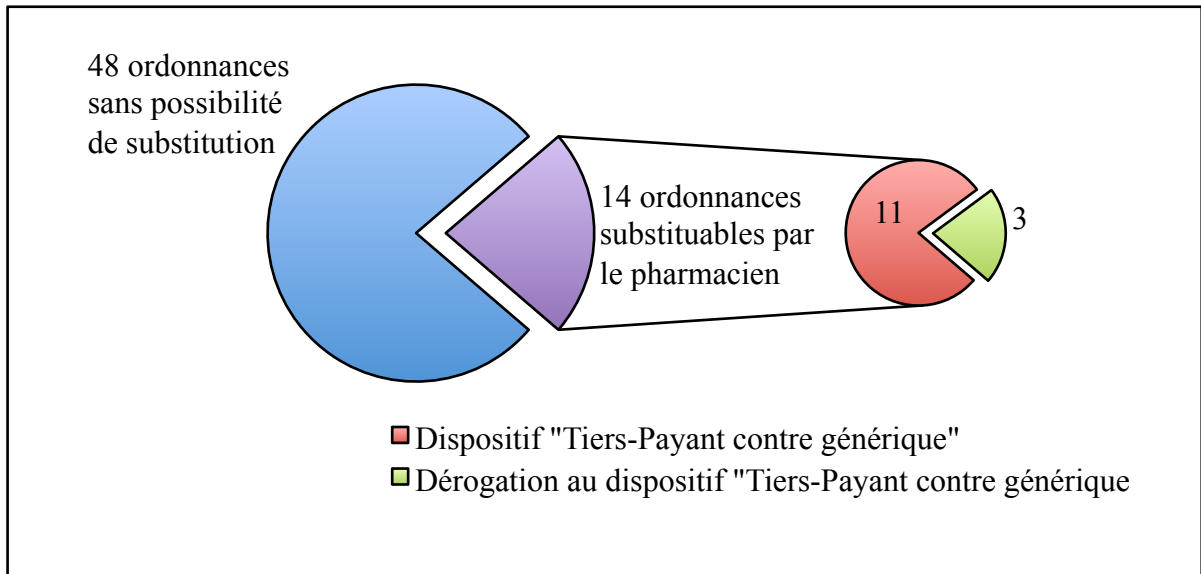 48 ordonnances
sans possibilité
de substitution
14 ordonnances
substituables par
le pharmacien
11
3
Dispositif "Tiers-Payant contre générique"
Dérogation au dispositif "Tiers-Payant contre générique